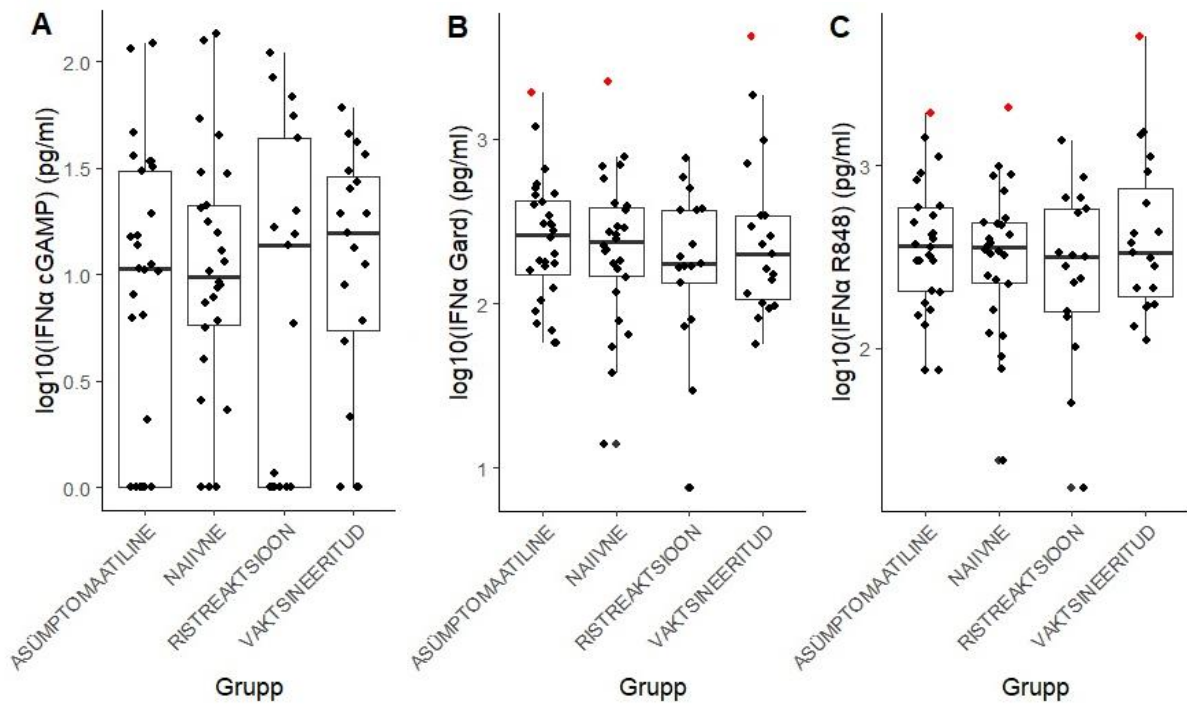 A
log10(IFNα cGAMP) (pg/ml)
2.0
1.5
1.0
0.5
0.0
ASÜMPTOMAATILINE
NAIIVNE
RISTREAKTSIOON
VAKTSINEERITUD
Grupp
B
log10(IFNα Gard) (pg/ml)
3
2
1
ASÜMPTOMAATILINE
NAIIVNE
RISTREAKTSIOON
VAKTSINEERITUD
Grupp
C
log10(IFNα R848) (pg/ml)
3
2
ASÜMPTOMAATILINE
NAIIVNE
RISTREAKTSIOON
VAKTSINEERITUD
Grupp